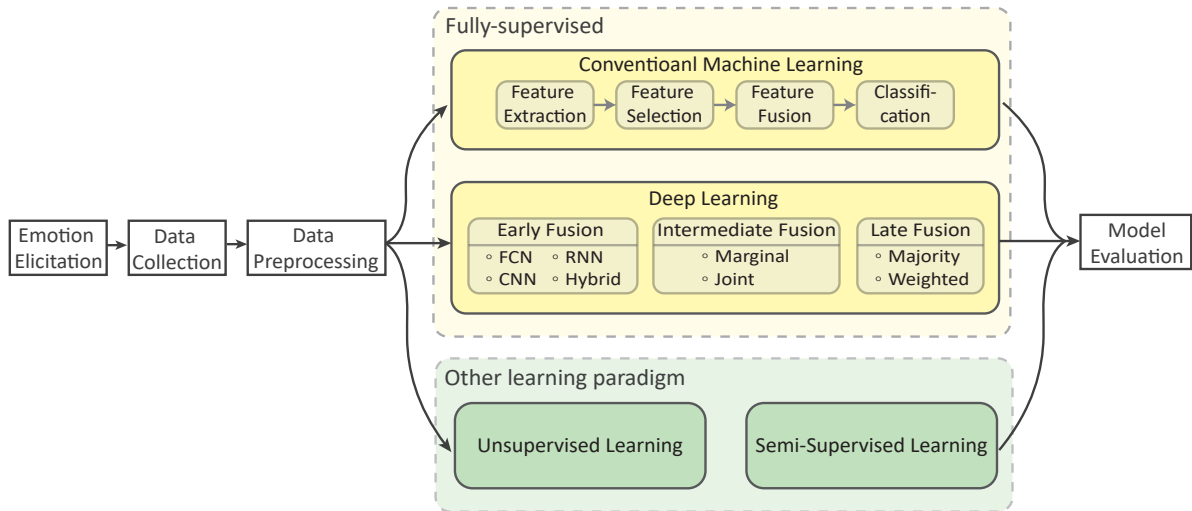 Fully-supervised
Conventioanl Machine Learning
Feature
Extraction
Feature
Selection
Feature
Fusion
Classifi-
cation
Deep Learning
Early Fusion
◦ FCN ◦ RNN
◦ CNN ◦ Hybrid
Intermediate Fusion
◦ Marginal
◦ Joint
Late Fusion
◦ Majority
◦ Weighted
Emotion
Elicitation
Data
Collection
Data
Preprocessing
Model
Evaluation
Other learning paradigm
Unsupervised Learning
Semi-Supervised Learning